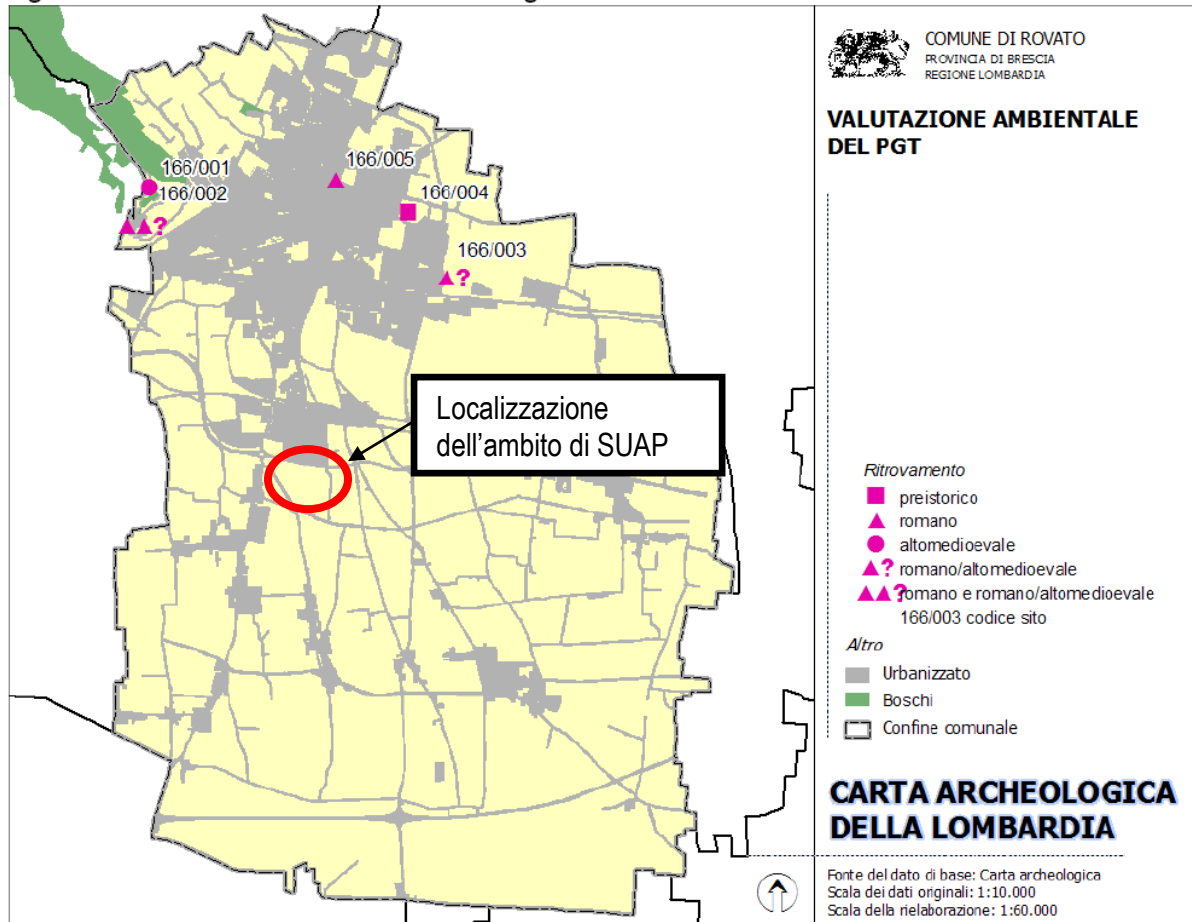 166/001
166/002
166/005
166/004
166/003
?
?
Localizzazione
dell'ambito di SUAP
COMUNE DI ROVATO
PROVINCIA DI BRESCIA
REGIONE LOMBARDIA
VALUTAZIONE AMBIENTALE
DEL PGT
Ritrovamento
preistorico
romano
altomedioevale
? romano/altomedioevale
? romano e romano/altomedioevale
166/003 codice sito
Altro
Urbanizzato
Boschi
Confine comunale
CARTA ARCHEOLOGICA
DELLA LOMBARDIA
Fonte del dato di base: Carta archeologica
Scala dei dati originali: 1:10.000
Scala della rielaborazione: 1:60.000